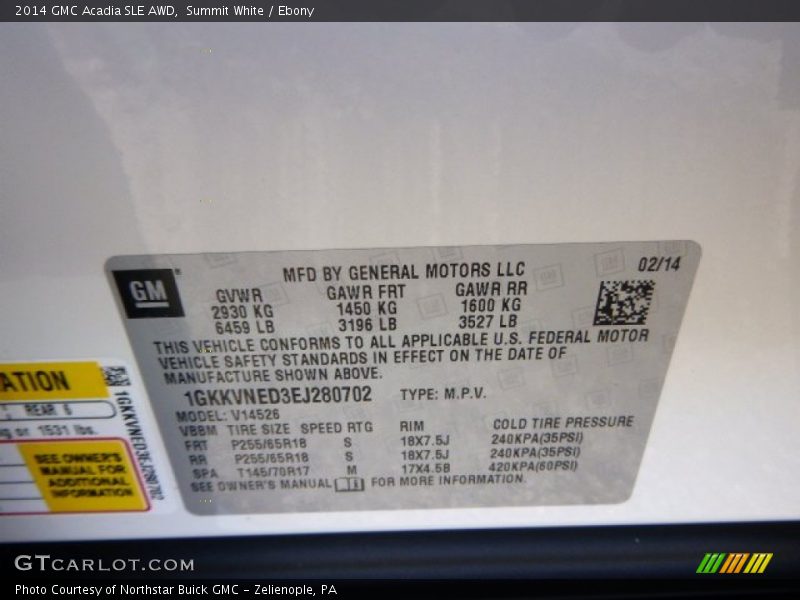 2014 GMC Acadia SLE AWD,  Summit White / Ebony
GM
MFD BY GENERAL MOTORS LLC
02/14
GVWR GAWR FRT GAWR RR
2930 KG 1450 KG 1600 KG
6459 LB 3196 LB 3527 LB
THIS VEHICLE CONFORMS TO ALL APPLICABLE U.S. FEDERAL MOTOR
VEHICLE SAFETY STANDARDS IN EFFECT ON THE DATE OF
MANUFACTURE SHOWN ABOVE.
1GKKVNED3EJ280702 TYPE: M.P.V.
MODEL: V14526
VBBM TIRE SIZE SPEED RTG RIM COLD TIRE PRESSURE
FRT P255/65R18 S 18X7.5J 240KPA(35PSI)
RR P255/65R18 S 18X7.5J 240KPA(35PSI)
SPA T145/70R17 M 17X4.5B 420KPA(60PSI)
SEE OWNER'S MANUAL FOR MORE INFORMATION.
ATION
REAR
or 1531 lbs.
SEE OWNER'S
MANUAL FOR
ADDITIONAL
INFORMATION
1GKKVNED3EJ280702
GTCARLOT.COM
Photo Courtesy of Northstar Buick GMC - Zelienople, PA